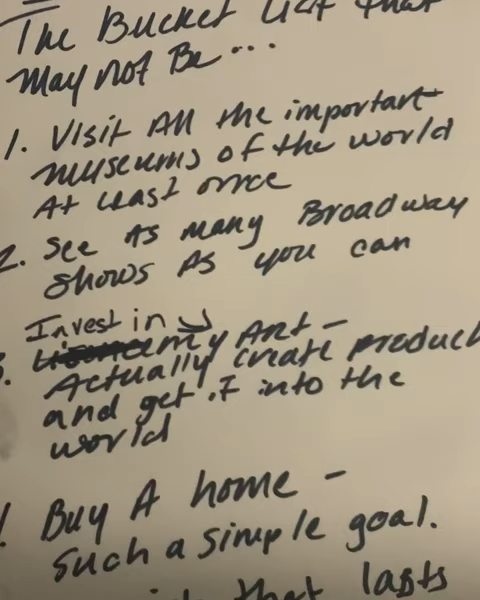 The Bucket List that
May not Be...
1. Visit All the important
museums of the world
At least once
2. See As many Broadway
Shows As you can
Invest in
my Art -
Actually create product
and get it into the
world
Buy A home -
Such a simple goal.
that lasts